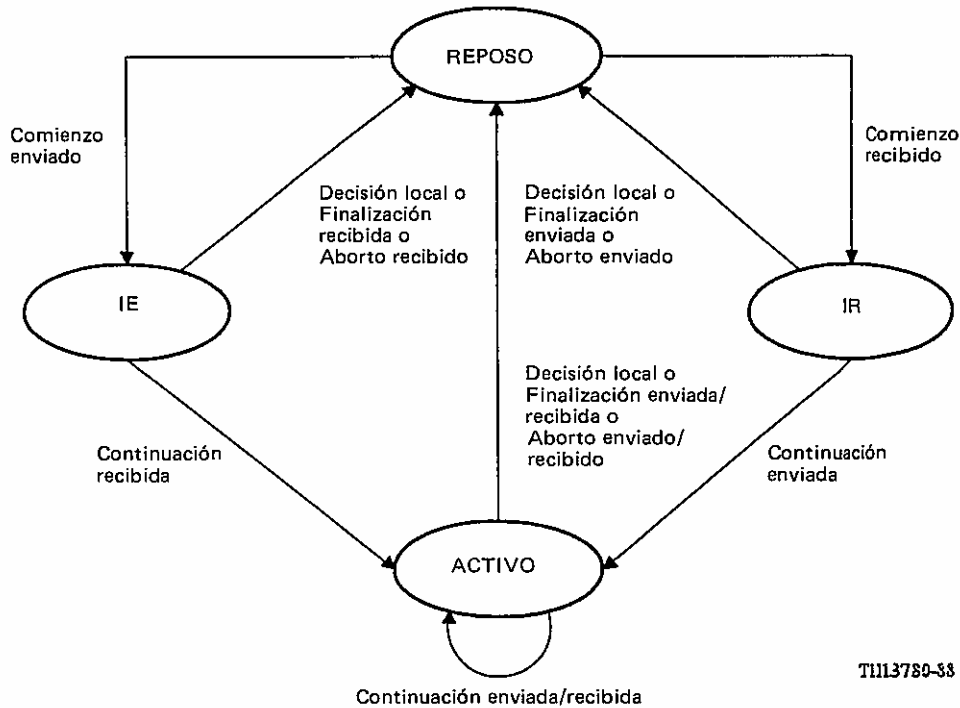 REPOSO
Comienzo
enviado
Comienzo
recibido
Decisión local o
Finalización
recibida o
Aborto recibido
Decisión local o
Finalización
enviada o
Aborto enviado
IE
IR
Decisión local o
Finalización enviada/
recibida o
Aborto enviado/
recibido
Continuación
recibida
Continuación
enviada
ACTIVO
Continuación enviada/recibida
T1113780-88